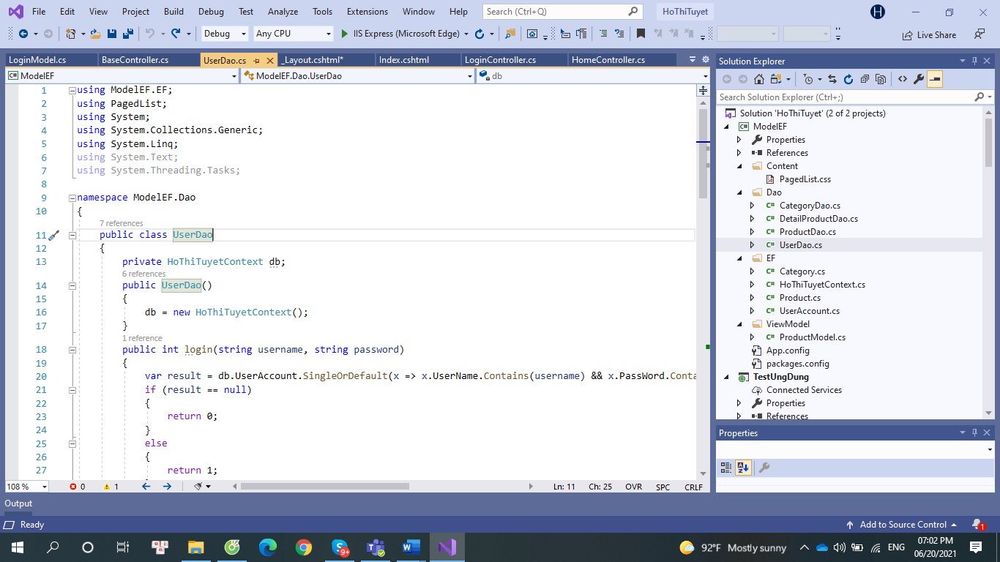 File Edit View Project Build Debug Test Analyze Tools Extensions Window Help Search (Ctrl+Q) HoThiTuyet H
Debug Any CPU IIS Express (Microsoft Edge) Live Share
LoginModel.cs BaseController.cs UserDao.cs _Layout.cshtml* Index.cshtml LoginController.cs HomeController.cs
C# ModelEF ModelEF.Dao.UserDao db
1 using ModelEF.EF;
2 using PagedList;
3 using System;
4 using System.Collections.Generic;
5 using System.Linq;
6 using System.Text;
7 using System.Threading.Tasks;
8
9 namespace ModelEF.Dao
10 {
7 references
11 public class UserDao
12 {
13 private HoThiTuyetContext db;
6 references
14 public UserDao()
15 {
16 db = new HoThiTuyetContext();
17 }
1 reference
18 public int login(string username, string password)
19 {
20 var result = db.UserAccount.SingleOrDefault(x => x.UserName.Contains(username) && x.PassWord.Conta
21 if (result == null)
22 {
23 return 0;
24 }
25 else
26 {
27 return 1;
108 % 0 1 Ln: 11 Ch: 25 OVR SPC CRLF
Solution Explorer
Search Solution Explorer (Ctrl+;)
Solution 'HoThiTuyet' (2 of 2 projects)
C# ModelEF
Properties
References
Content
PagedList.css
Dao
C# CategoryDao.cs
C# DetailProductDao.cs
C# ProductDao.cs
C# UserDao.cs
EF
C# Category.cs
C# HoThiTuyetContext.cs
C# Product.cs
C# UserAccount.cs
ViewModel
C# ProductModel.cs
App.config
packages.config
TestUngDung
Connected Services
Properties
References
Properties
Output
Ready Add to Source Control 1
9+ 92°F Mostly sunny ENG 07:02 PM
06/20/2021